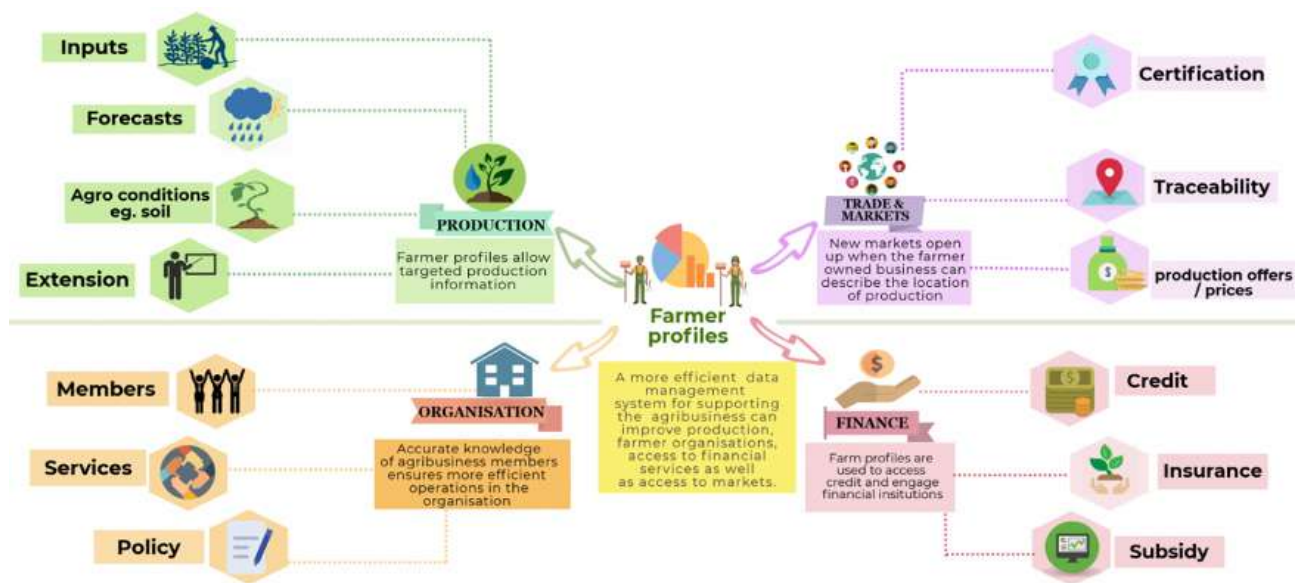 Inputs
Forecasts
Agro conditions
eg. soil
Extension
PRODUCTION
Farmer profiles allow
targeted production
information
TRADE &
MARKETS
New markets open
up when the farmer
owned business can
describe the location
of production
Certification
Traceability
production offers
/ prices
Farmer
profiles
A more efficient data
management
system for supporting
the agribusiness can
improve production,
farmer organisations,
access to financial
services as well
as access to markets.
Members
Services
Policy
ORGANISATION
Accurate knowledge
of agribusiness members
ensures more efficient
operations in the
organisation
FINANCE
Farm profiles are
used to access
credit and engage
financial insitutions
Credit
Insurance
Subsidy